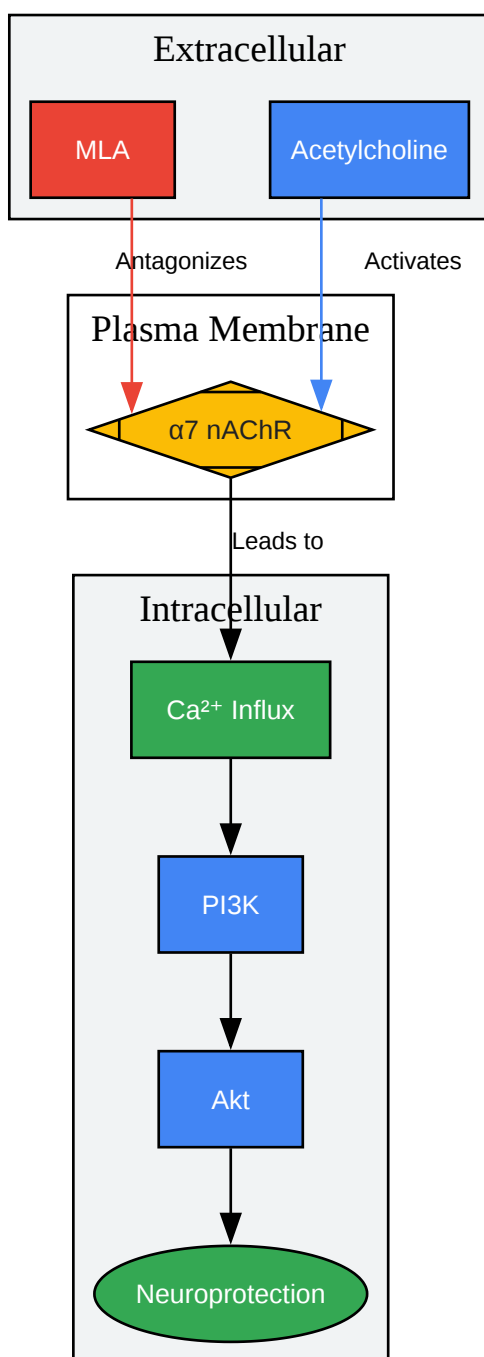 Extracellular
MLA
Acetylcholine
Antagonizes
Activates
Plasma Membrane
α7 nAChR
Leads to
Intracellular
Ca²⁺ Influx
PI3K
Akt
Neuroprotection